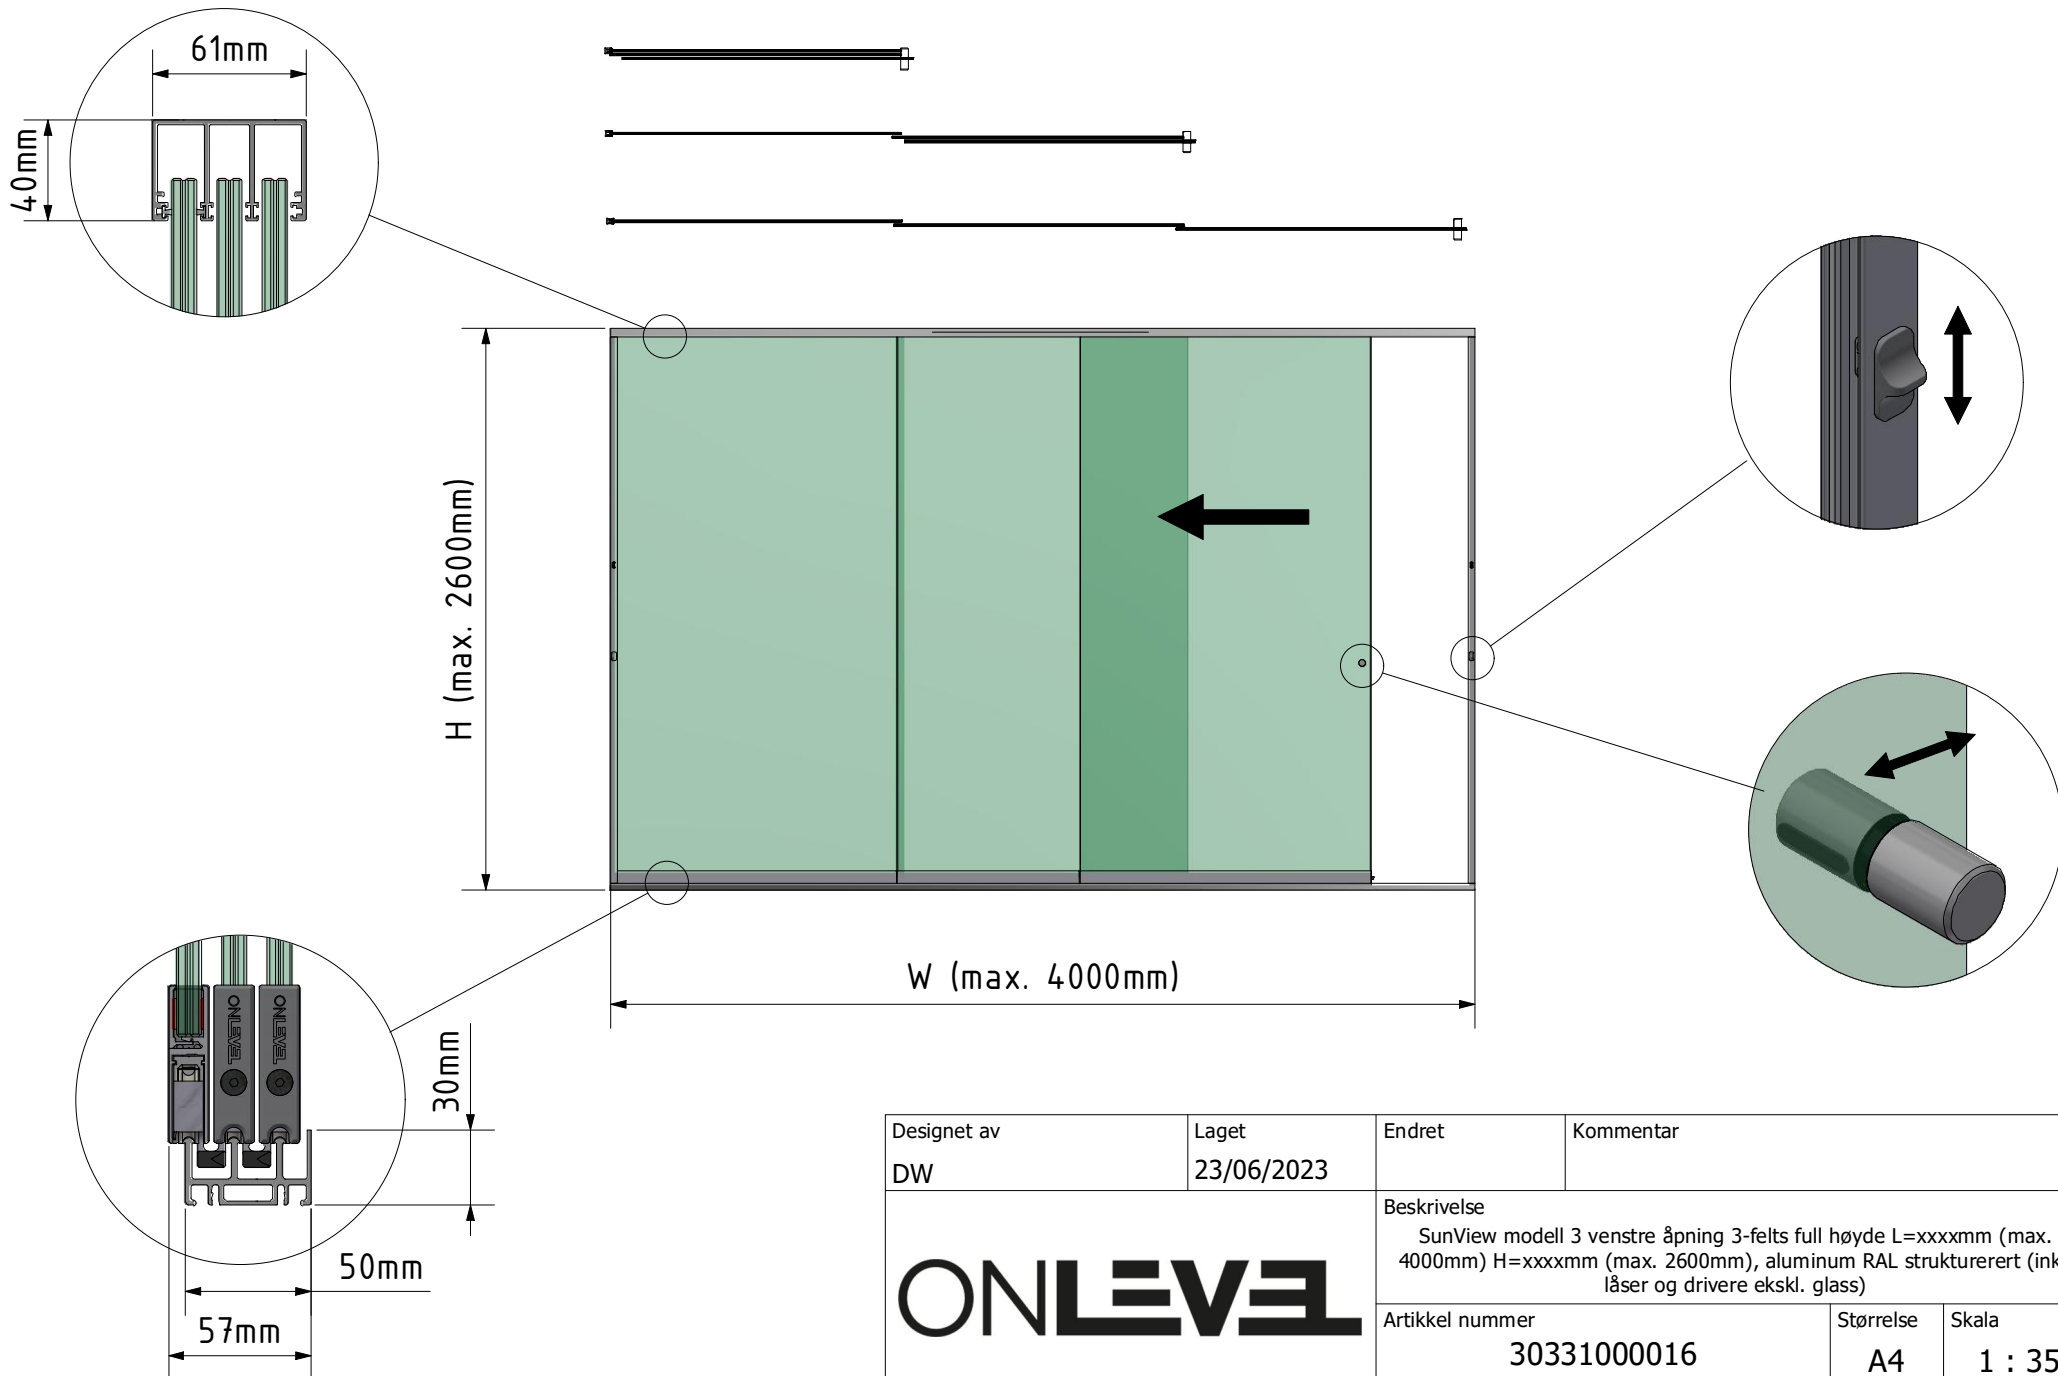 61mm
40mm
H (max. 2600mm)
W (max. 4000mm)
ONLEVEL
ONLEVEL
30mm
50mm
57mm
Designet av
DW
Laget
23/06/2023
Endret
Kommentar
ONLEVEL
Beskrivelse
SunView modell 3 venstre åpning 3-felts full høyde L=xxxxmm (max.
4000mm) H=xxxxmm (max. 2600mm), aluminum RAL strukturerert (ink
låser og drivere ekskl. glass)
Artikkel nummer
30331000016
Størrelse
A4
Skala
1 : 35